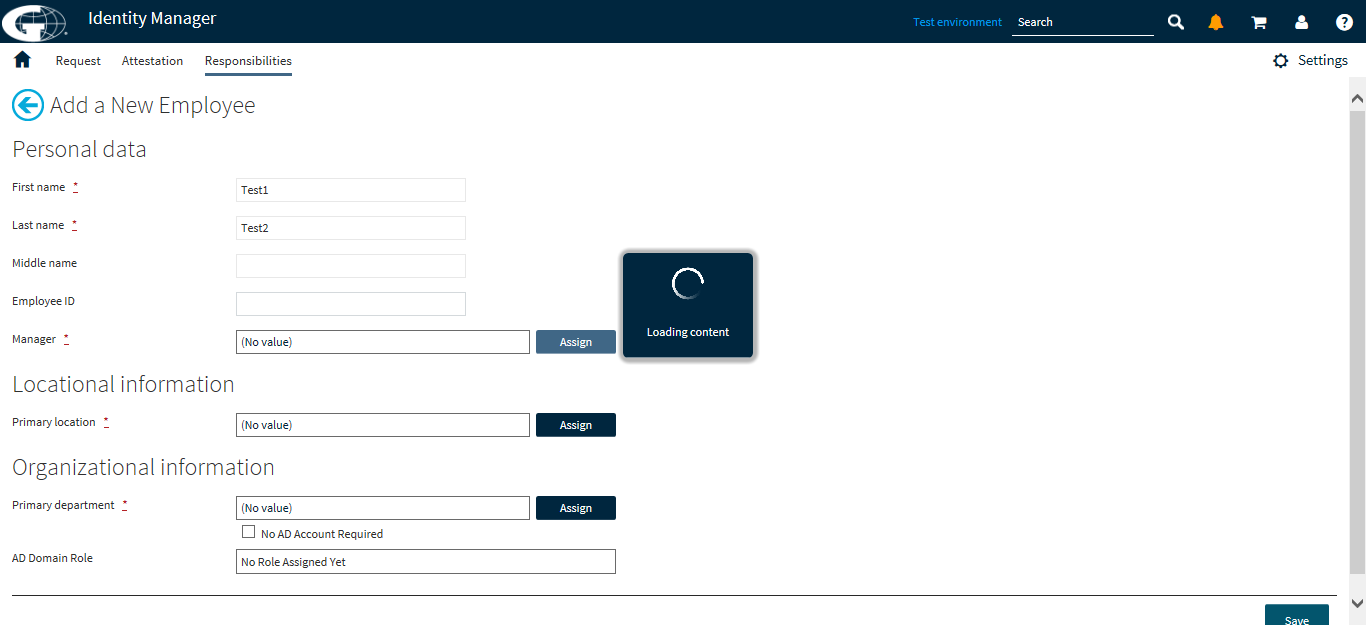 Identity Manager
Test environment
Search
Request
Attestation
Responsibilities
Settings
Add a New Employee
Personal data
First name *
Test1
Last name *
Test2
Middle name
Employee ID
Manager *
(No value)
Assign
Loading content
Locational information
Primary location *
(No value)
Assign
Organizational information
Primary department *
(No value)
Assign
No AD Account Required
AD Domain Role
No Role Assigned Yet
Save